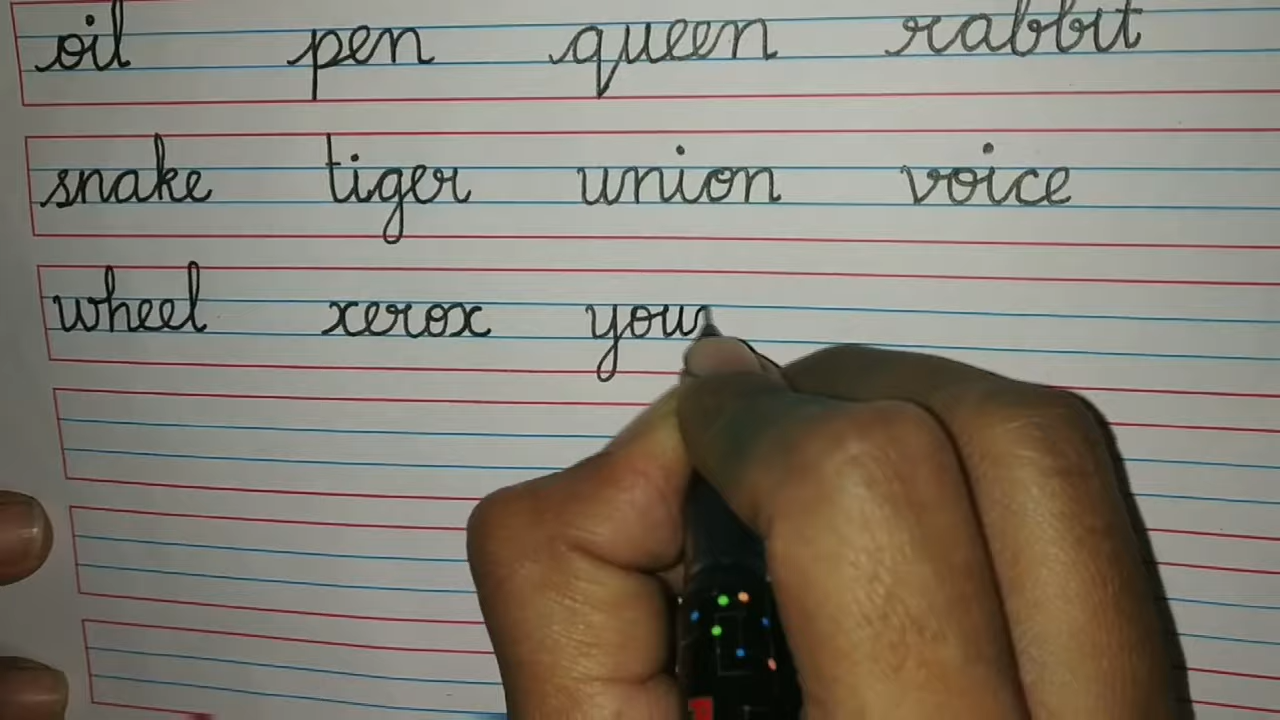 oil pen queen rabbit
snake tiger union voice
wheel xerox you